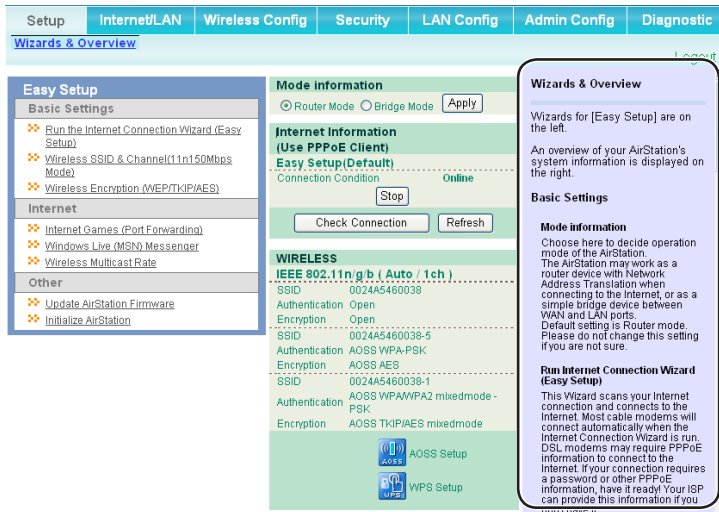 Setup Internet/LAN Wireless Config Security LAN Config Admin Config Diagnostic
Wizards & Overview
Logout
Easy Setup
Basic Settings
Run the Internet Connection Wizard (Easy
Setup)
Wireless SSID & Channel(11n150Mbps
Mode)
Wireless Encryption (WEP/TKIP/AES)
Internet
Internet Games (Port Forwarding)
Windows Live (MSN) Messenger
Wireless Multicast Rate
Other
Update AirStation Firmware
Initialize AirStation
Mode information
Router Mode Bridge Mode Apply
Internet Information
(Use PPPoE Client)
Easy Setup(Default)
Connection Condition Online
Stop
Check Connection Refresh
WIRELESS
IEEE 802.11n/g/b ( Auto / 1ch )
SSID 0024A5460038
Authentication Open
Encryption Open
SSID 0024A5460038-5
Authentication AOSS WPA-PSK
Encryption AOSS AES
SSID 0024A5460038-1
Authentication AOSS WPA/WPA2 mixedmode -
PSK
Encryption AOSS TKIP/AES mixedmode
AOSS AOSS Setup
WPS WPS Setup
Wizards & Overview
Wizards for [Easy Setup] are on
the left.
An overview of your AirStation's
system information is displayed on
the right.
Basic Settings
Mode information
Choose here to decide operation
mode of the AirStation.
The AirStation may work as a
router device with Network
Address Translation when
connecting to the Internet, or as a
simple bridge device between
WAN and LAN ports.
Default setting is Router mode.
Please do not change this setting
if you are not sure.
Run Internet Connection Wizard
(Easy Setup)
This Wizard scans your Internet
connection and connects to the
Internet. Most cable modems will
connect automatically when the
Internet Connection Wizard is run.
DSL modems may require PPPoE
information to connect to the
Internet. If your connection requires
a password or other PPPoE
information, have it ready! Your ISP
can provide this information if you